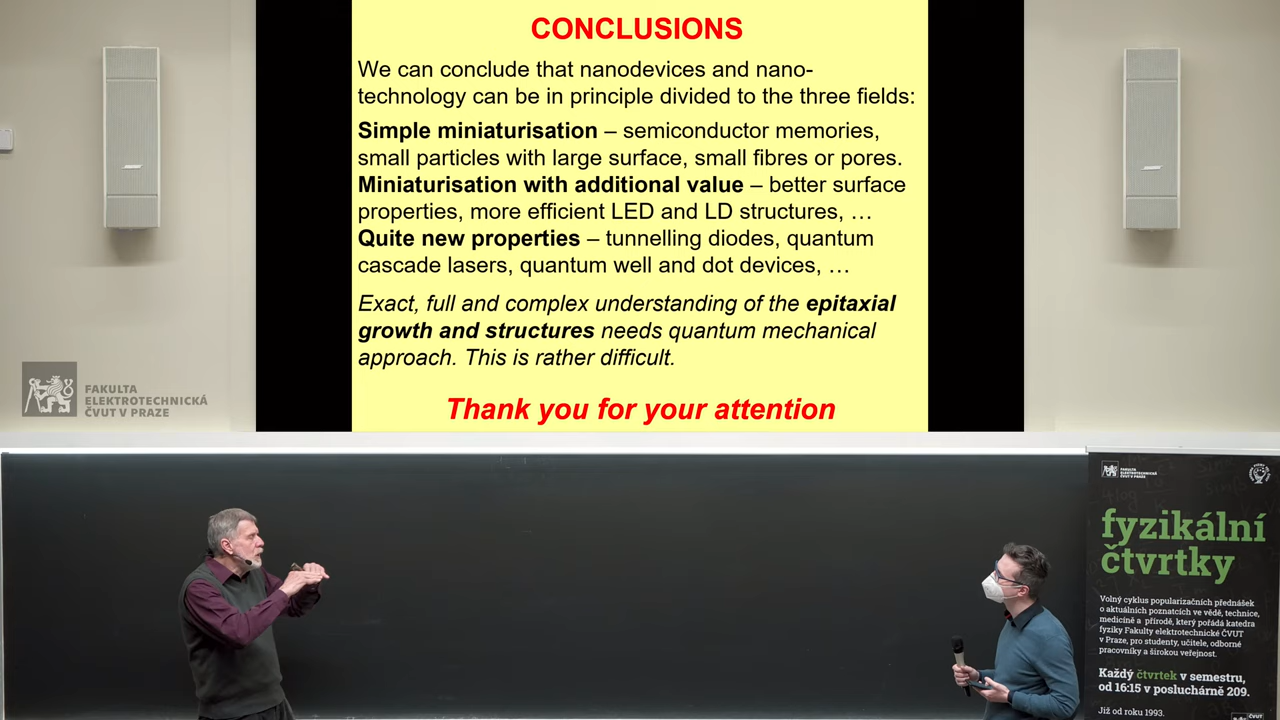 CONCLUSIONS
We can conclude that nanodevices and nano-
technology can be in principle divided to the three fields:
Simple miniaturisation – semiconductor memories,
small particles with large surface, small fibres or pores.
Miniaturisation with additional value – better surface
properties, more efficient LED and LD structures, …
Quite new properties – tunnelling diodes, quantum
cascade lasers, quantum well and dot devices, …
Exact, full and complex understanding of the epitaxial
growth and structures needs quantum mechanical
approach. This is rather difficult.
Thank you for your attention
FAKULTA
ELEKTROTECHNICKÁ
ČVUT V PRAZE
FAKULTA
ELEKTROTECHNICKÁ
ČVUT V PRAZE
fyzikální
čtvrtky
Volný cyklus popularizačních přednášek
o aktuálních poznatcích ve vědě, technice,
medicíně a přírodě, který pořádá katedra
fyziky Fakulty elektrotechnické ČVUT
v Praze, pro studenty, učitele, odborné
pracovníky a širokou veřejnost.
Každý čtvrtek v semestru,
od 16:15 v posluchárně 209.
Již od roku 1993.